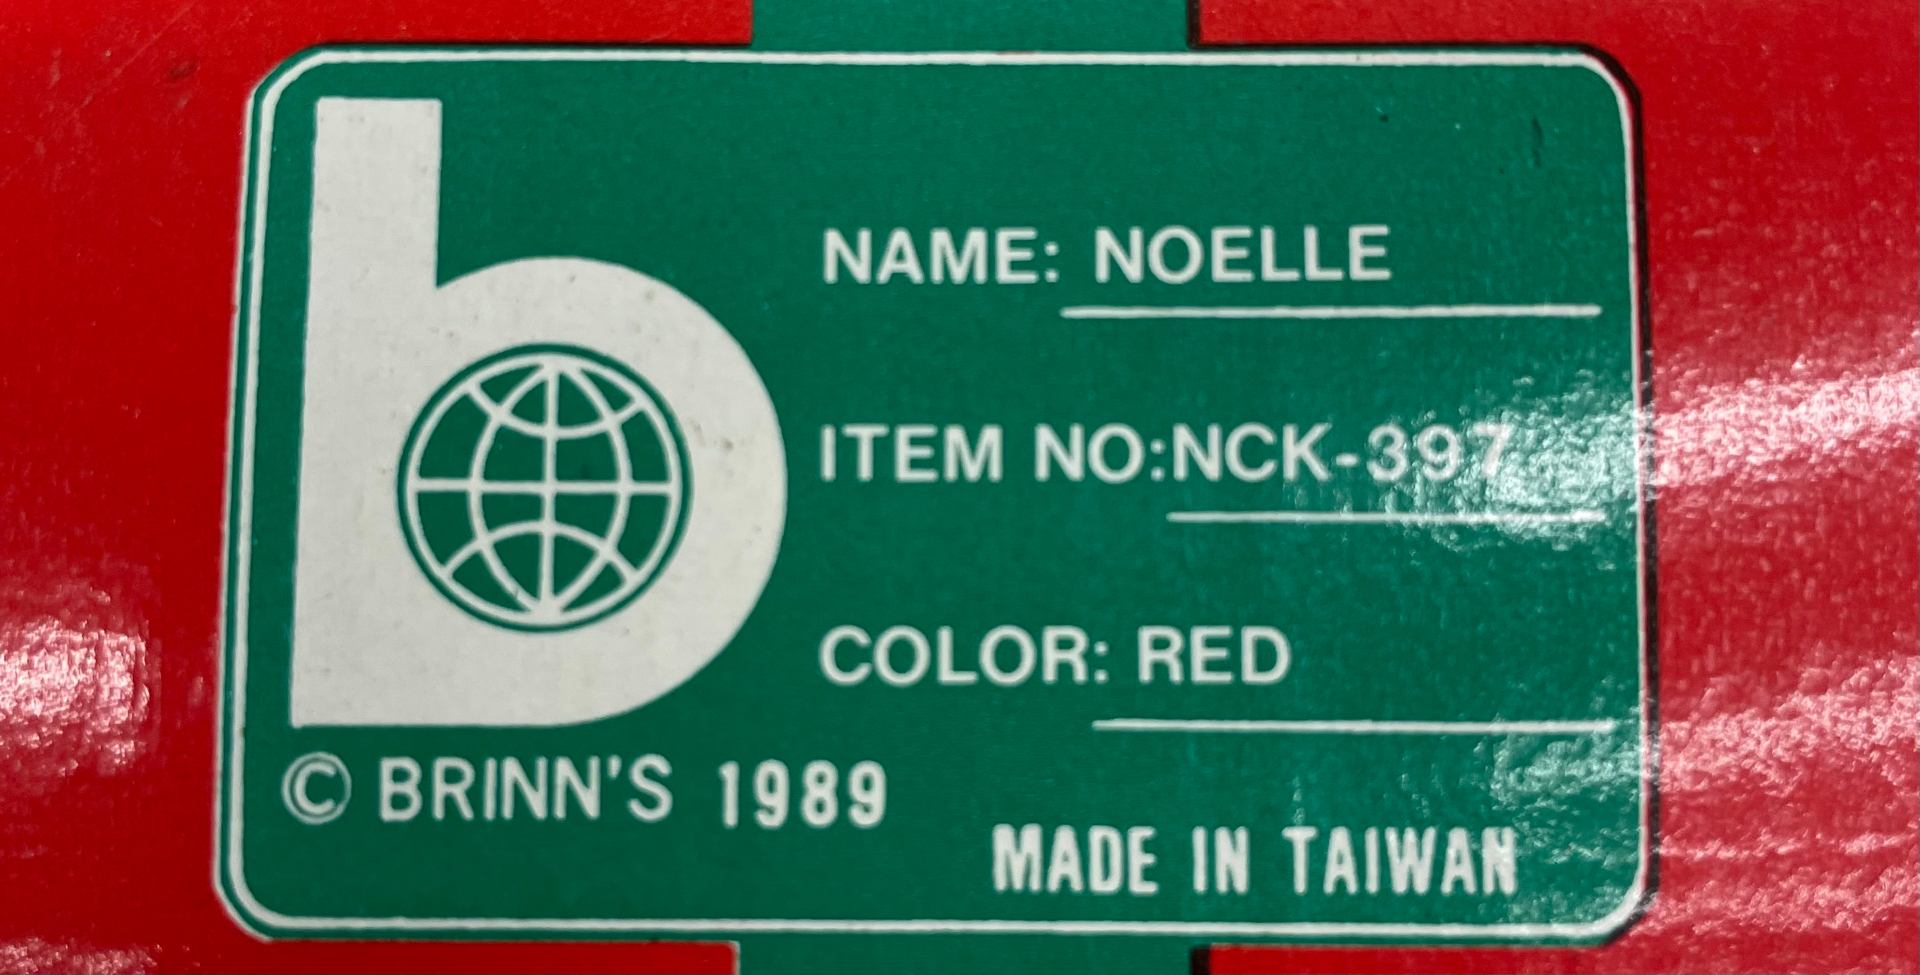 b
NAME: NOELLE
ITEM NO:NCK-397
COLOR: RED
© BRINN'S 1989
MADE IN TAIWAN